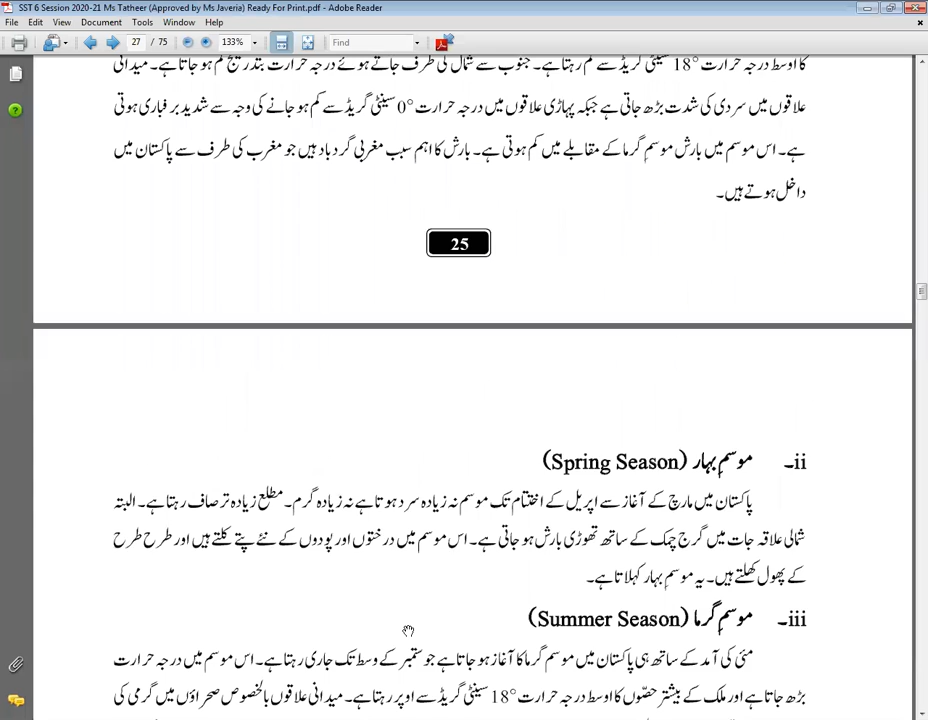 SST 6 Session 2020-21 Ms Tatheer (Approved by Ms Javeria) Ready For Print.pdf - Adobe Reader
File Edit View Document Tools Window Help
27 / 75 133% Find
کا اوسط درجہ حرارت 18° سینٹی گریڈ سے کم رہتا ہے۔ جنوب سے شمال کی طرف جاتے ہوئے درجہ حرارت بتدریج کم ہو جاتا ہے۔ میدانی
علاقوں میں سردی کی شدت بڑھ جاتی ہے جبکہ پہاڑی علاقوں میں درجہ حرارت 0° سینٹی گریڈ سے کم ہو جانے کی وجہ سے شدید برفباری ہوتی
ہے۔ اس موسم میں بارش موسمِ گرما کے مقابلے میں کم ہوتی ہے۔ بارش کا اہم سبب مغربی گردباد ہیں جو مغرب کی طرف سے پاکستان میں
داخل ہوتے ہیں۔
25
ii۔ موسمِ بہار (Spring Season)
پاکستان میں مارچ کے آغاز سے اپریل کے اختتام تک موسم نہ زیادہ سرد ہوتا ہے نہ زیادہ گرم۔ مطلع زیادہ تر صاف رہتا ہے۔ البتہ
شمالی علاقہ جات میں گرج چمک کے ساتھ تھوڑی بارش ہو جاتی ہے۔ اس موسم میں درختوں اور پودوں کے نئے پتے نکلتے ہیں اور طرح طرح
کے پھول کھلتے ہیں۔ یہ موسمِ بہار کہلاتا ہے۔
iii۔ موسمِ گرما (Summer Season)
مئی کی آمد کے ساتھ ہی پاکستان میں موسم گرما کا آغاز ہو جاتا ہے جو ستمبر کے وسط تک جاری رہتا ہے۔ اس موسم میں درجہ حرارت
بڑھ جاتا ہے اور ملک کے بیشتر حصّوں کا اوسط درجہ حرارت 18° سینٹی گریڈ سے اوپر رہتا ہے۔ میدانی علاقوں بالخصوص صحراؤں میں گرمی کی